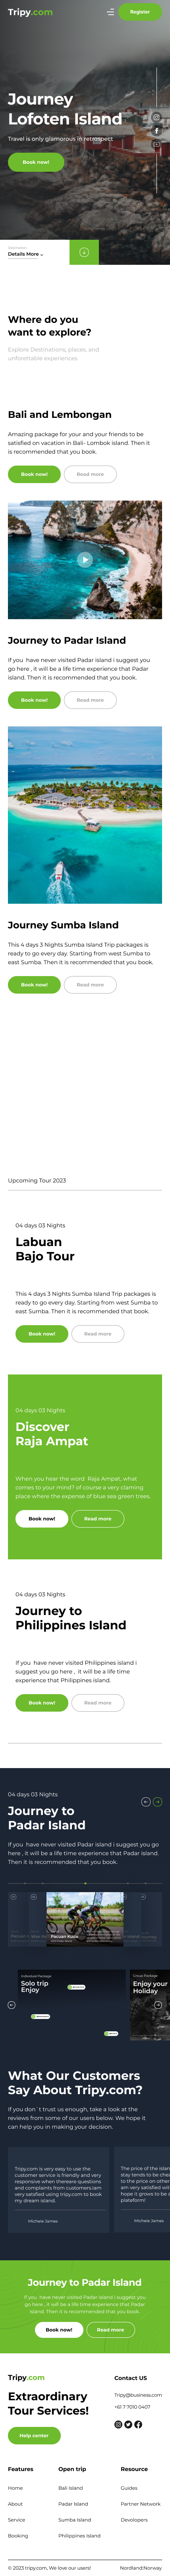 Tripy.com
Register
Journey
Lofoten Island
Travel is only glamorous in retrospect
Book now!
Details More
Where do you
want to explore?
Explore Destinations, places, and
unforettable experiences
Bali and Lembongan
Amazing package for your and your friends to be
satisfied on vacation in Bali- Lombok island. Then it
is recommended that you book.
Book now!
Read more
Journey to Padar Island
If you have never visited Padar island i suggest you
go here , it will be a life time experience that Padar
island. Then it is recommended that you book.
Book now!
Read more
Journey Sumba Island
This 4 days 3 Nights Sumba Island Trip packages is
ready to go every day. Starting from west Sumba to
east Sumba. Then it is recommended that you book.
Book now!
Read more
Upcoming Tour 2023
04 days 03 Nights
Labuan
Bajo Tour
This 4 days 3 Nights Sumba Island Trip packages is
ready to go every day. Starting from west Sumba to
east Sumba. Then it is recommended that you book.
Book now!
Read more
04 days 03 Nights
Discover
Raja Ampat
When you hear the word Raja Ampat, what
comes to your mind? of course a very claming
place where the expense of blue sea green trees.
Book now!
Read more
04 days 03 Nights
Journey to
Philippines Island
If you have never visited Philippines island i
suggest you go here , it will be a life time
experience that Philippines island.
Book now!
Read more
04 days 03 Nights
Journey to
Padar Island
If you have never visited Padar island i suggest you go
here , it will be a life time experience that Padar island.
Then it is recommended that you book.
Pacuan Kuda
Individual Package
Solo trip
Enjoy
Group Package
Enjoy your
Holiday
What Our Customers
Say About Tripy.com?
If you don`t trust us enough, take a look at the
reviews from some of our users below. We hope it
can help you in making your decision.
Tripy.com is very easy to use the
customer service is friendly and very
responsive when thereare questions
and complaints from customers.iam
very satisfied using tripy.com to book
my dream island.
Michele James
The price of the islan
stay tends to be chea
to the price on other
am very satisfied wit
hope it grows to be a
plateform!
Michele James
Journey to Padar Island
If you have never visited Padar island i suggest you
go here , it will be a life time experience that Padar
island. Then it is recommended that you book.
Book now!
Read more
Tripy.com
Extraordinary
Tour Services!
Help center
Contact US
Tripy@business.com
+61 7 7010 0407
Features
Open trip
Resource
Home
Bali Island
Guides
About
Padar Island
Partner Network
Service
Sumba Island
Devolopers
Booking
Philippines Island
© 2023 tripy.com, We love our users!
Nordland.Norway